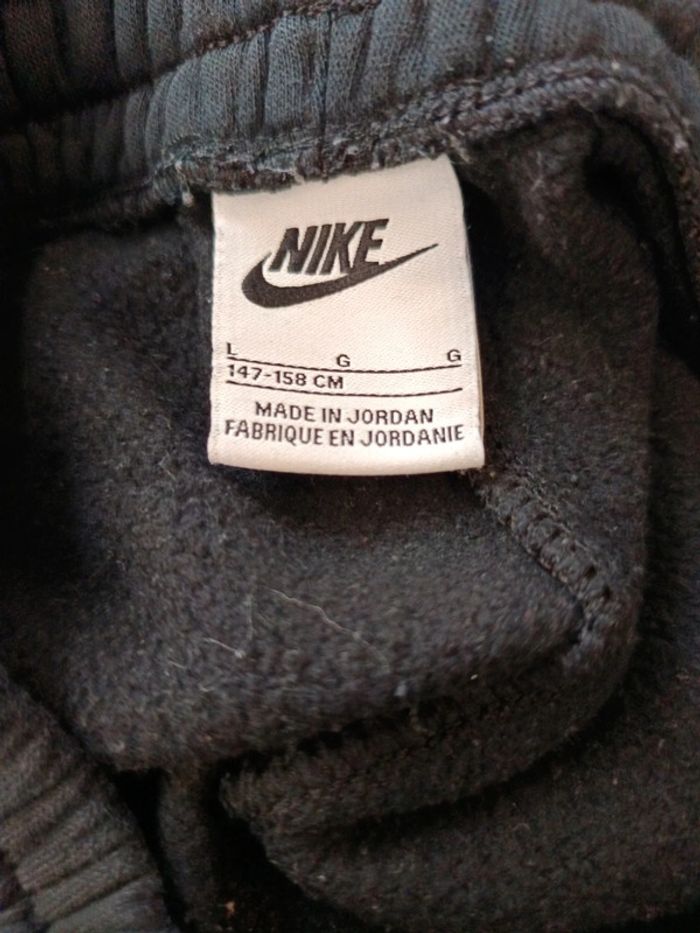 NIKE
L G G
147-158 CM
MADE IN JORDAN
FABRIQUE EN JORDANIE